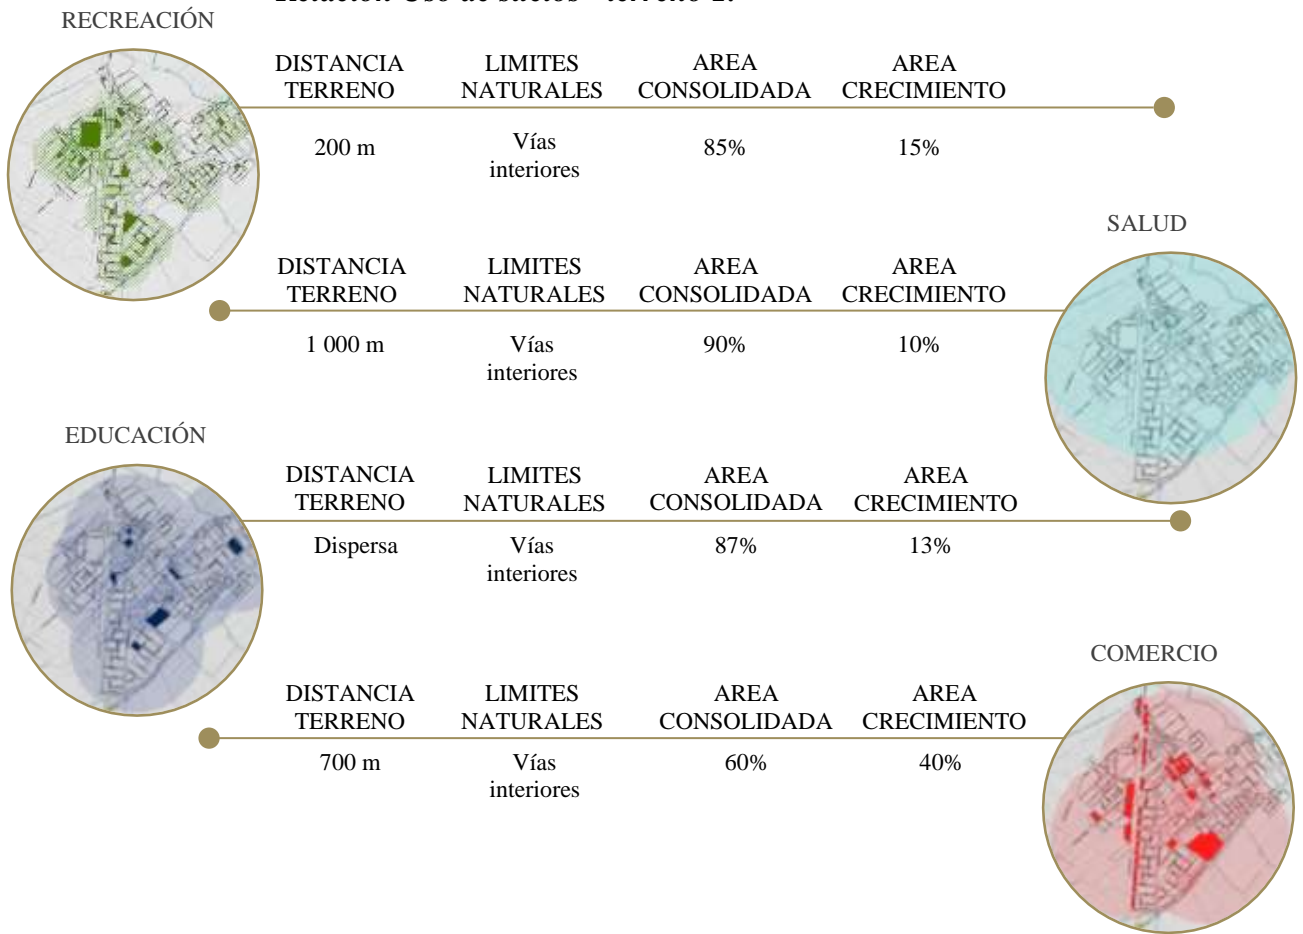 RECREACIÓN
DISTANCIA TERRENO
LIMITES NATURALES
AREA CONSOLIDADA
AREA CRECIMIENTO
200 m
Vías interiores
85%
15%
SALUD
DISTANCIA TERRENO
LIMITES NATURALES
AREA CONSOLIDADA
AREA CRECIMIENTO
1 000 m
Vías interiores
90%
10%
EDUCACIÓN
DISTANCIA TERRENO
LIMITES NATURALES
AREA CONSOLIDADA
AREA CRECIMIENTO
Dispersa
Vías interiores
87%
13%
COMERCIO
DISTANCIA TERRENO
LIMITES NATURALES
AREA CONSOLIDADA
AREA CRECIMIENTO
700 m
Vías interiores
60%
40%